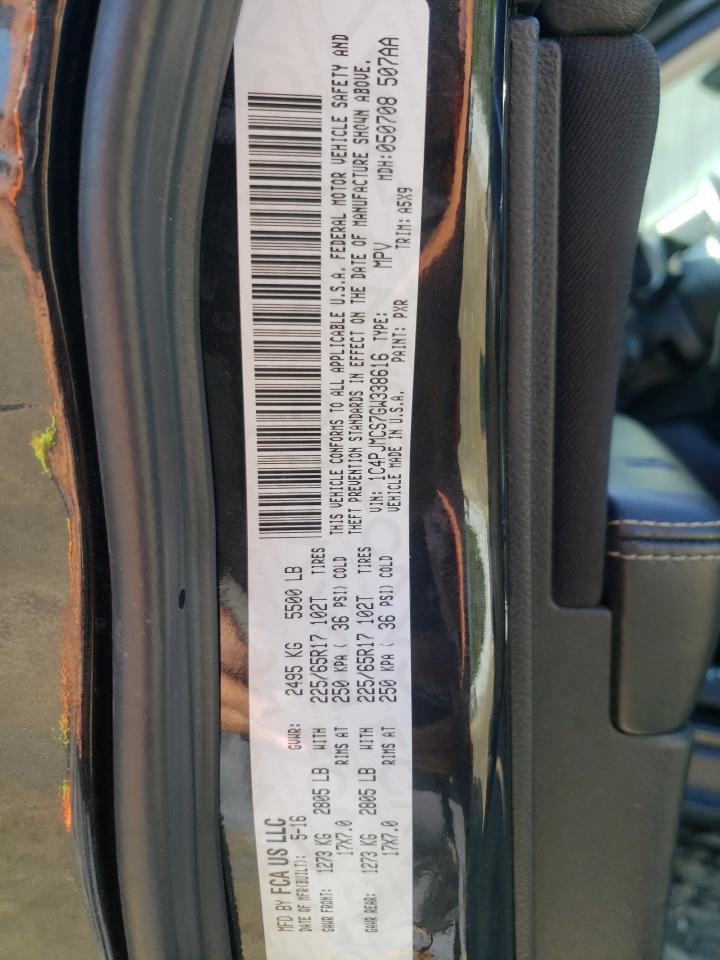 MFD BY FCA US LLC
DATE OF MFR(BUILT): 5-16 GVWR: 2495 KG 5500 LB
GAWR FRONT: 1273 KG 2805 LB WITH 225/65R17 102T TIRES
17X7.0 RIMS AT 250 KPA ( 36 PSI) COLD
GAWR REAR: 1273 KG 2805 LB WITH 225/65R17 102T TIRES
17X7.0 RIMS AT 250 KPA ( 36 PSI) COLD
THIS VEHICLE CONFORMS TO ALL APPLICABLE U.S.A. FEDERAL MOTOR VEHICLE SAFETY AND
THEFT PREVENTION STANDARDS IN EFFECT ON THE DATE OF MANUFACTURE SHOWN ABOVE.
VIN: 1C4PJMCS7GW338616 TYPE: MPV MDH:050708 507AA
VEHICLE MADE IN U.S.A. PAINT: PXR TRIM: A5X9